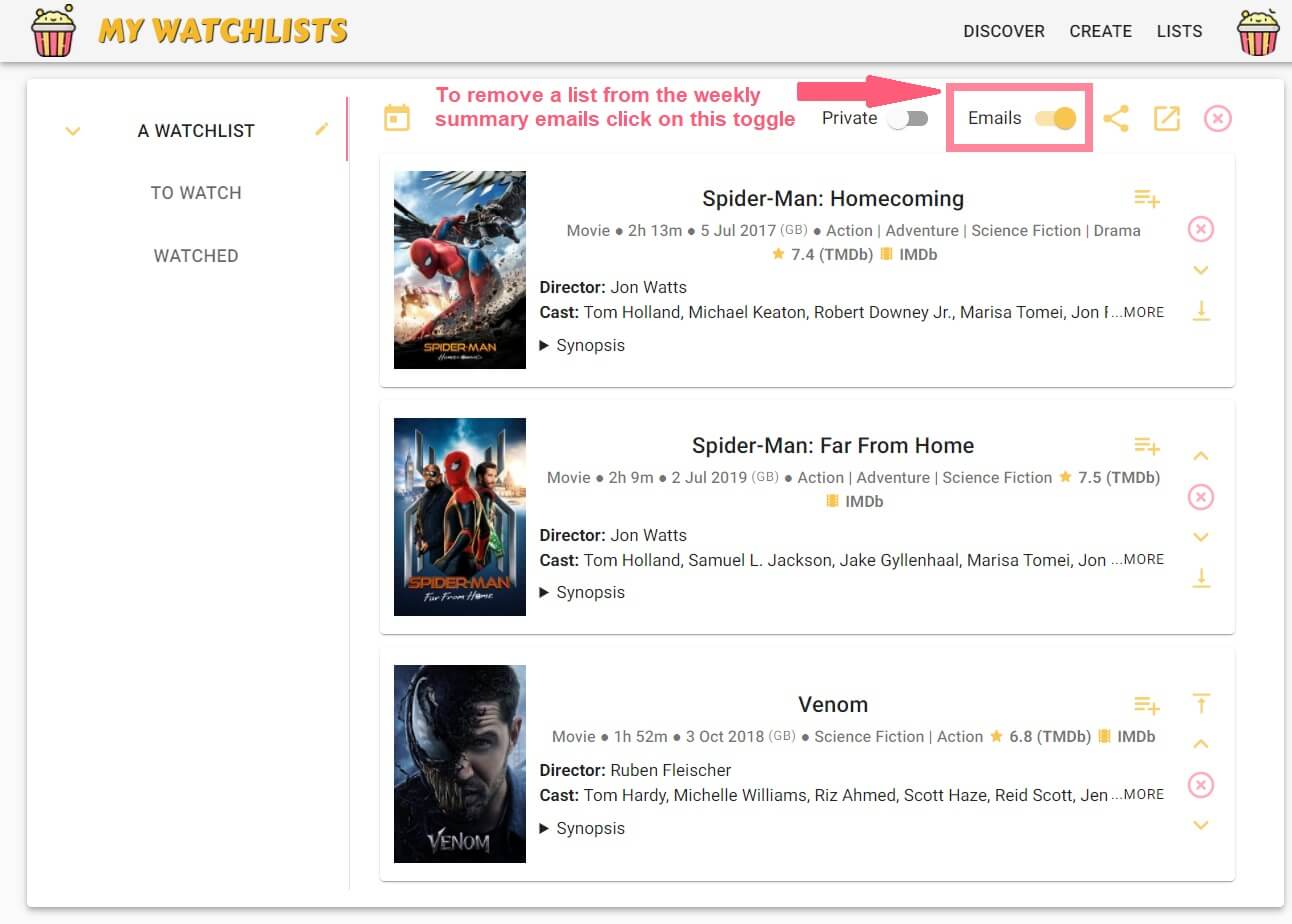 MY WATCHLISTS
DISCOVER CREATE LISTS
A WATCHLIST
TO WATCH
WATCHED
To remove a list from the weekly
summary emails click on this toggle
Private
Emails
SPIDER-MAN
HOMECOMING
Spider-Man: Homecoming
Movie ● 2h 13m ● 5 Jul 2017 (GB) ● Action | Adventure | Science Fiction | Drama
★ 7.4 (TMDb) IMDb
Director: Jon Watts
Cast: Tom Holland, Michael Keaton, Robert Downey Jr., Marisa Tomei, Jon F...MORE
▶ Synopsis
SPIDER-MAN
Far From Home
Spider-Man: Far From Home
Movie ● 2h 9m ● 2 Jul 2019 (GB) ● Action | Adventure | Science Fiction ★ 7.5 (TMDb)
IMDb
Director: Jon Watts
Cast: Tom Holland, Samuel L. Jackson, Jake Gyllenhaal, Marisa Tomei, Jon ...MORE
▶ Synopsis
VENOM
Venom
Movie ● 1h 52m ● 3 Oct 2018 (GB) ● Science Fiction | Action ★ 6.8 (TMDb) IMDb
Director: Ruben Fleischer
Cast: Tom Hardy, Michelle Williams, Riz Ahmed, Scott Haze, Reid Scott, Jen ...MORE
▶ Synopsis